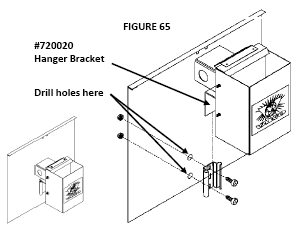 FIGURE 65
#720020
Hanger Bracket
Drill holes here